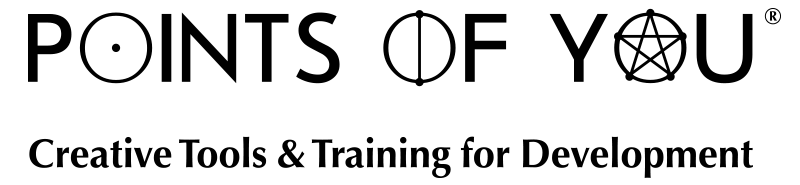 POINTS OF YOU®
Creative Tools & Training for Development